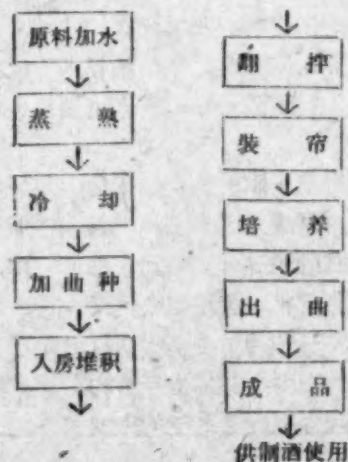 原料加水
蒸熟
冷却
加曲种
入房堆积
翻拌
装帘
培养
出曲
成品
供制酒使用